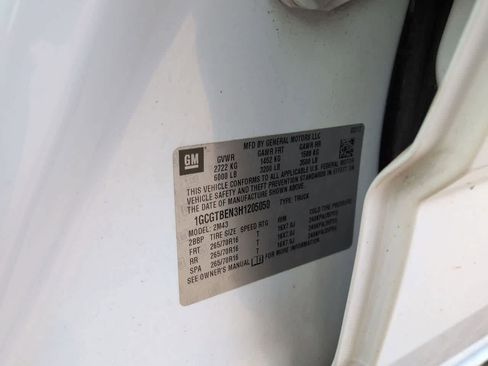 GM
MFD BY GENERAL MOTORS LLC
GVWR GAWR FRT GAWR RR
2722 KG 1452 KG 1588 KG
6000 LB 3200 LB 3500 LB
THIS VEHICLE CONFORMS TO ALL APPLICABLE U.S. FEDERAL MOTOR
VEHICLE SAFETY AND BUMPER STANDARDS IN EFFECT ON
THE DATE OF MANUFACTURE SHOWN ABOVE.
1GCGTBEN3H1205050 TYPE: TRUCK
MODEL: 2M43
2BBP TIRE SIZE SPEED RTG RIM COLD TIRE PRESSURE
FRT 265/70R16 T 16X7.0J
RR 265/70R16 T 16X7.0J
SPA 265/70R16 T 16X7.0J
SEE OWNER'S MANUAL FOR MORE INFORMATION.